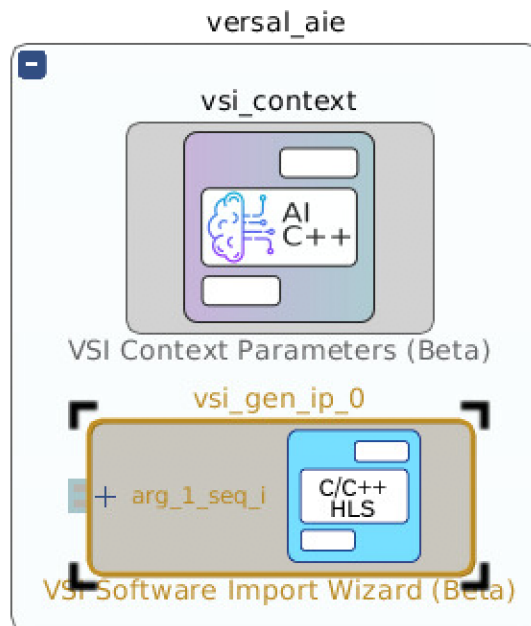 versal_aie
vsi_context
AI
C++
VSI Context Parameters (Beta)
vsi_gen_ip_0
arg_1_seq_i
C/C++
HLS
VSI Software Import Wizard (Beta)